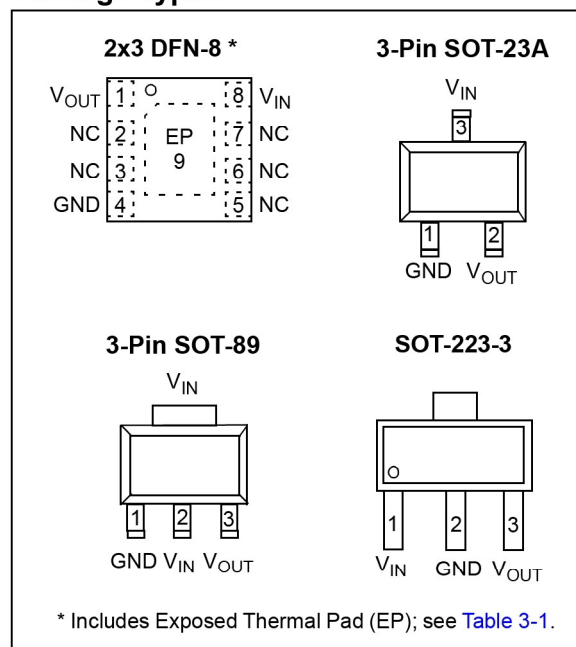 2x3 DFN-8 *
VOUT 1 8 VIN
NC 2 EP 7 NC
NC 3 9 6 NC
GND 4 5 NC
3-Pin SOT-23A
VIN
3
1 2
GND VOUT
3-Pin SOT-89
VIN
1 2 3
GND VIN VOUT
SOT-223-3
1 2 3
VIN GND VOUT
* Includes Exposed Thermal Pad (EP); see Table 3-1.